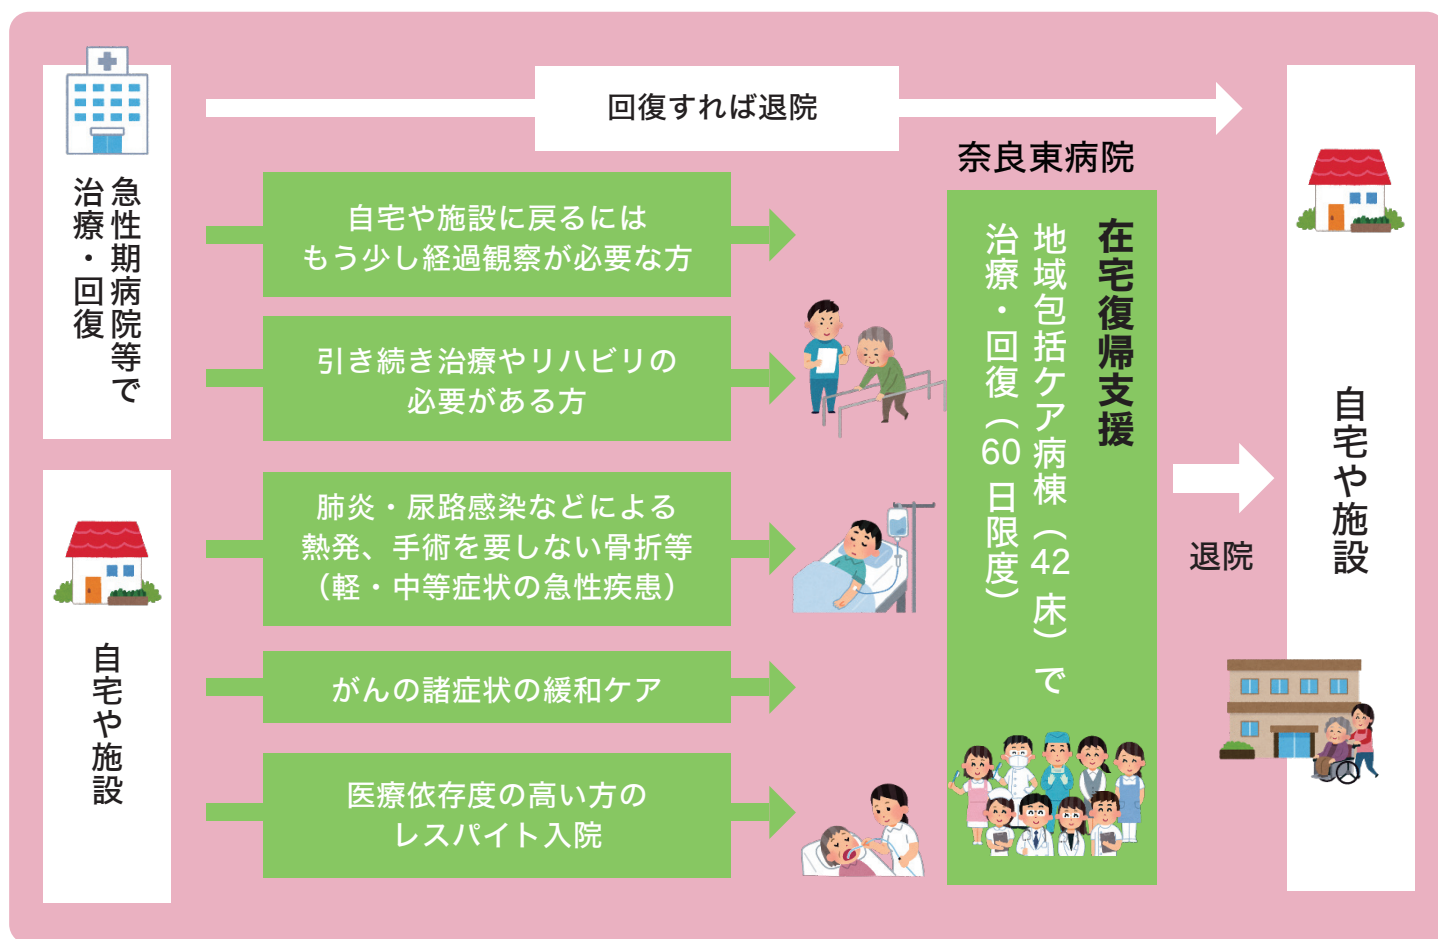 急性期病院等で
治療・回復
回復すれば退院
自宅や施設に戻るには
もう少し経過観察が必要な方
引き続き治療やリハビリの
必要がある方
自宅や施設
肺炎・尿路感染などによる
熱発、手術を要しない骨折等
（軽・中等症状の急性疾患）
がんの諸症状の緩和ケア
医療依存度の高い方の
レスパイト入院
奈良東病院
在宅復帰支援
地域包括ケア病棟（42床）で
治療・回復（60日限度）
退院
自宅や施設